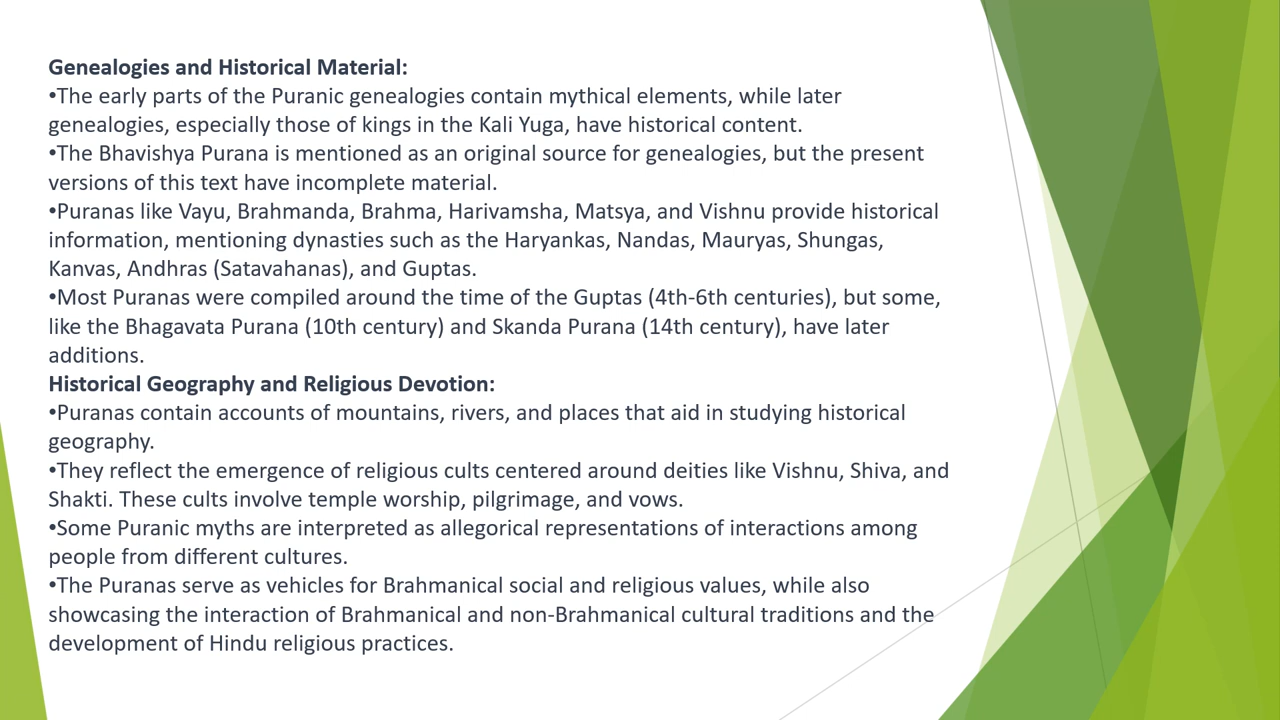 Genealogies and Historical Material:
•The early parts of the Puranic genealogies contain mythical elements, while later
genealogies, especially those of kings in the Kali Yuga, have historical content.
•The Bhavishya Purana is mentioned as an original source for genealogies, but the present
versions of this text have incomplete material.
•Puranas like Vayu, Brahmanda, Brahma, Harivamsha, Matsya, and Vishnu provide historical
information, mentioning dynasties such as the Haryankas, Nandas, Mauryas, Shungas,
Kanvas, Andhras (Satavahanas), and Guptas.
•Most Puranas were compiled around the time of the Guptas (4th-6th centuries), but some,
like the Bhagavata Purana (10th century) and Skanda Purana (14th century), have later
additions.
Historical Geography and Religious Devotion:
•Puranas contain accounts of mountains, rivers, and places that aid in studying historical
geography.
•They reflect the emergence of religious cults centered around deities like Vishnu, Shiva, and
Shakti. These cults involve temple worship, pilgrimage, and vows.
•Some Puranic myths are interpreted as allegorical representations of interactions among
people from different cultures.
•The Puranas serve as vehicles for Brahmanical social and religious values, while also
showcasing the interaction of Brahmanical and non-Brahmanical cultural traditions and the
development of Hindu religious practices.